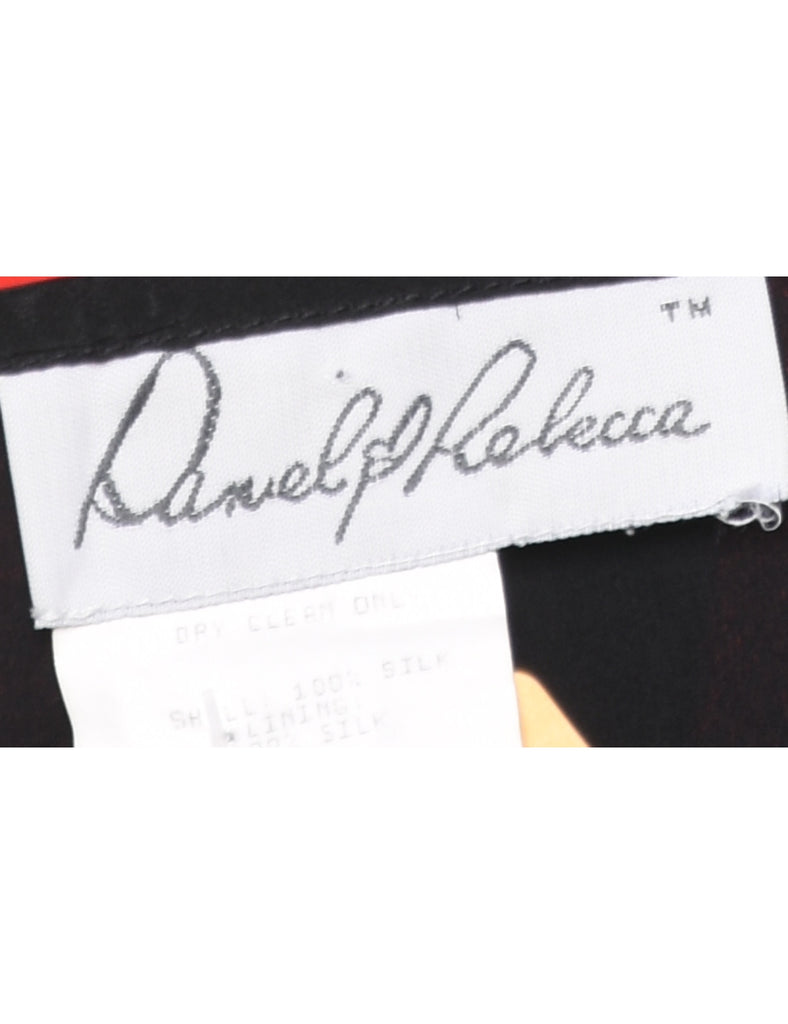 TM
Daniel & Rebecca
DRY CLEAN ONLY
SHELL: 100% SILK
LINING:
100% SILK